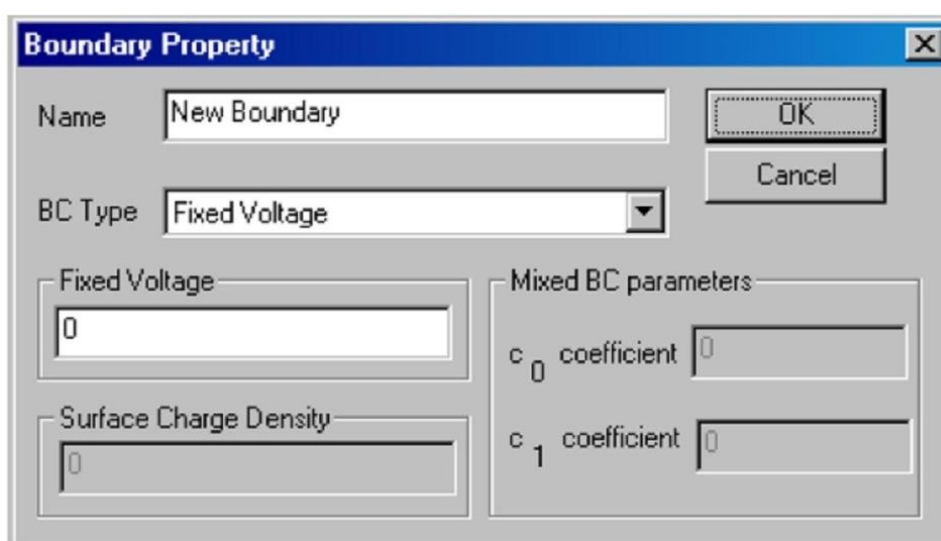 Boundary Property
Name New Boundary OK
Cancel
BC Type Fixed Voltage
Fixed Voltage
0
Mixed BC parameters
c 0 coefficient 0
c 1 coefficient 0
Surface Charge Density
0